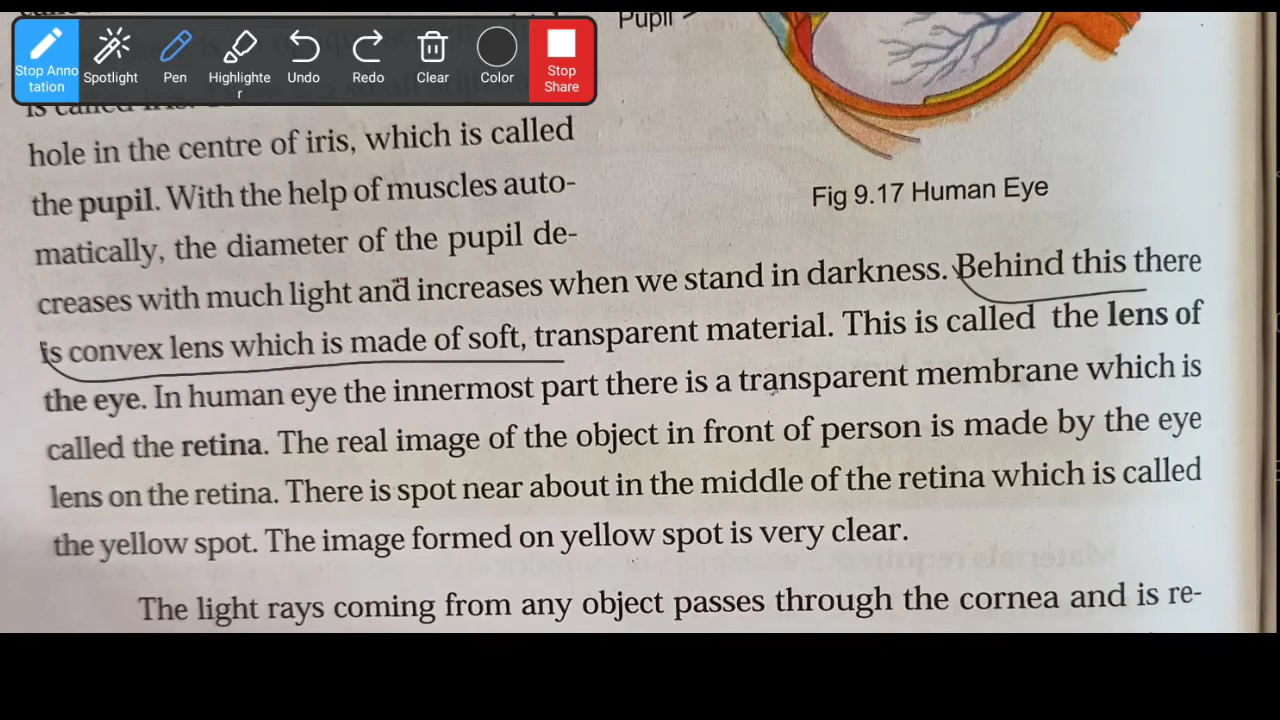 Pupil
Stop Anno
tation
Spotlight
Pen
Highlighte
r
Undo
Redo
Clear
Color
Stop
Share
is called iris.
hole in the centre of iris, which is called
the pupil. With the help of muscles auto-
matically, the diameter of the pupil de-
Fig 9.17 Human Eye
creases with much light and increases when we stand in darkness. Behind this there
is convex lens which is made of soft, transparent material. This is called the lens of
the eye. In human eye the innermost part there is a transparent membrane which is
called the retina. The real image of the object in front of person is made by the eye
lens on the retina. There is spot near about in the middle of the retina which is called
the yellow spot. The image formed on yellow spot is very clear.
The light rays coming from any object passes through the cornea and is re-